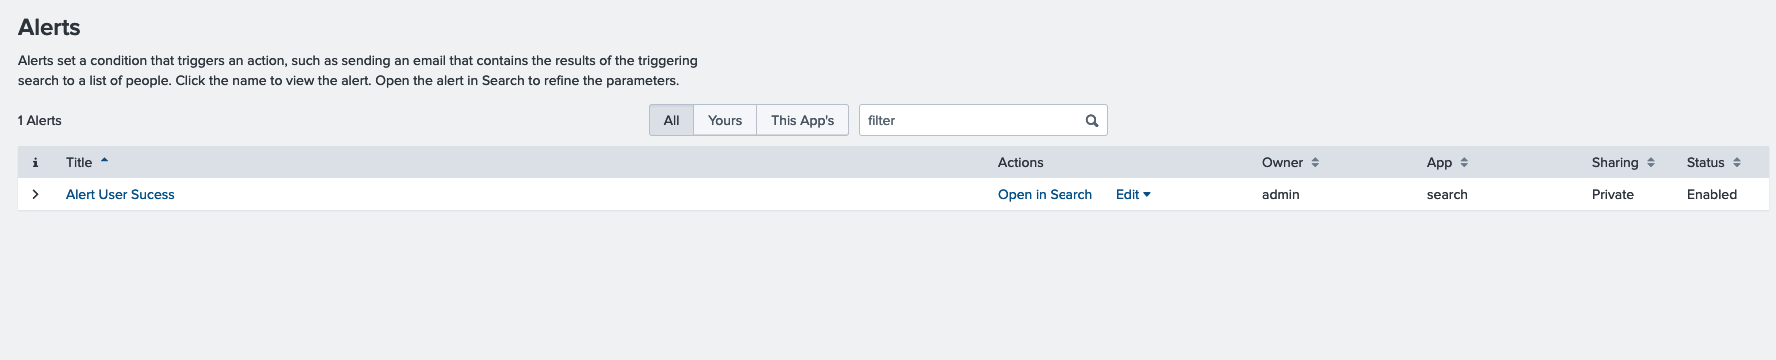 Alerts
Alerts set a condition that triggers an action, such as sending an email that contains the results of the triggering
search to a list of people. Click the name to view the alert. Open the alert in Search to refine the parameters.
1 Alerts All Yours This App's filter
i Title Actions Owner App Sharing Status
Alert User Sucess Open in Search Edit admin search Private Enabled